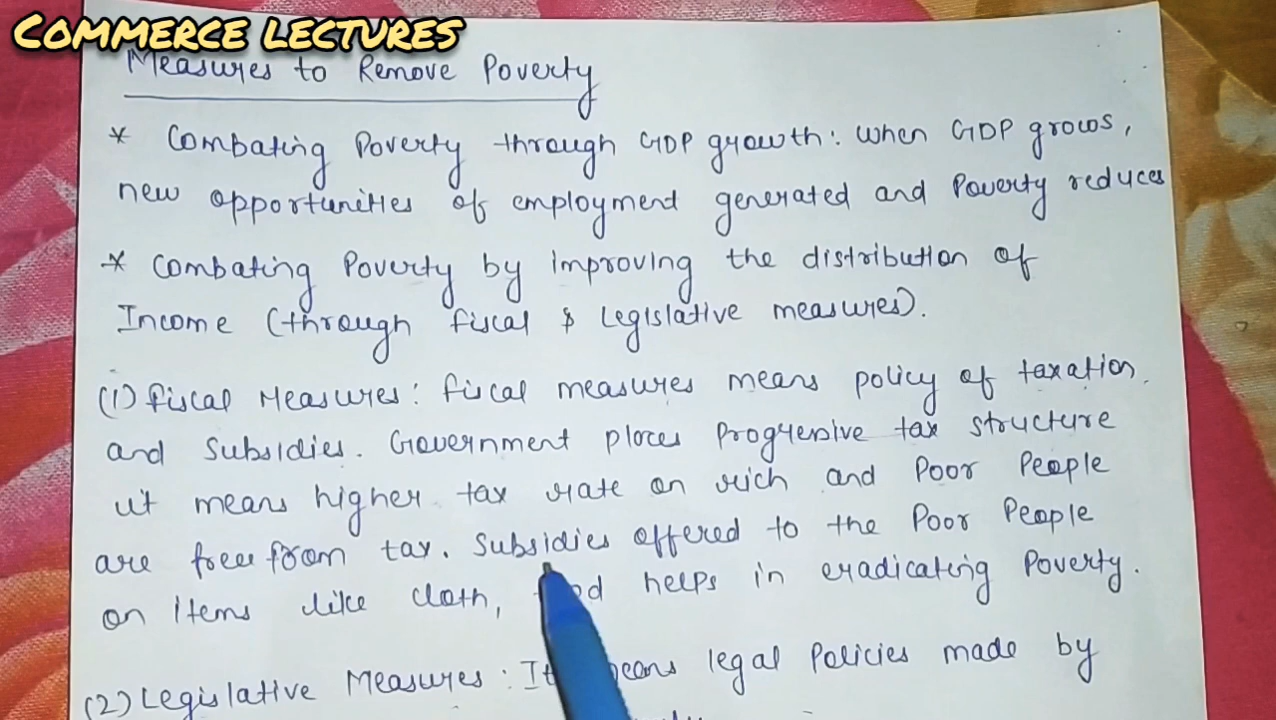 COMMERCE LECTURES
Measures to Remove Poverty
* Combating Poverty through GDP growth: when GDP grows,
new opportunities of employment generated and Poverty reduces
* Combating Poverty by improving the distribution of
Income (through fiscal & Legislative measures).
(1) fiscal Measures: fiscal measures means policy of taxation
and subsidies. Government places Progressive tax structure
it means higher tax rate on rich and Poor People
are free from tax. Subsidies offered to the Poor People
on items like cloth, helps in eradicating Poverty.
(2) Legislative Measures: It means legal Policies made by